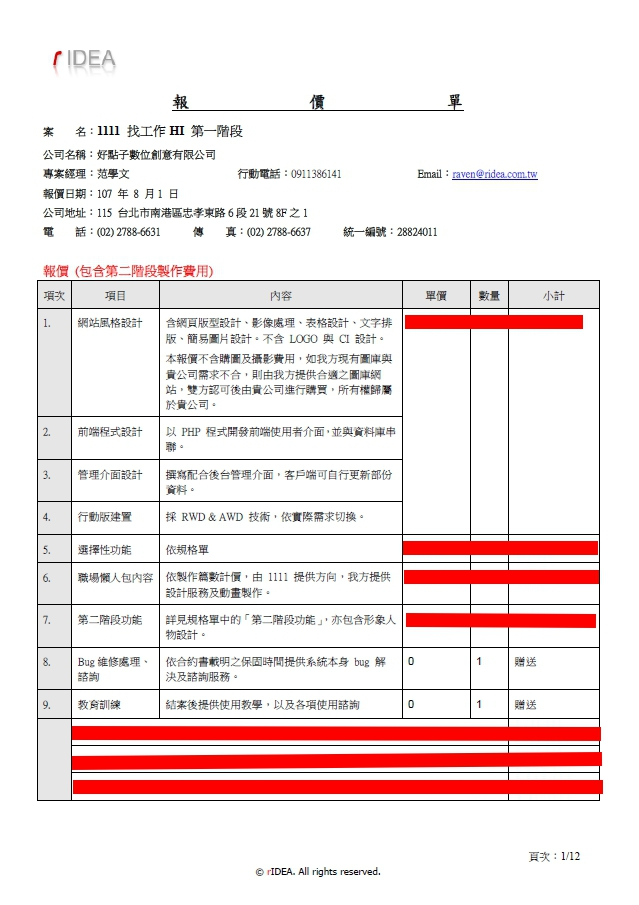 r IDEA
報 價 單
案 名：1111 找工作 HI 第一階段
公司名稱：好點子數位創意有限公司
專案經理：范學文 行動電話：0911386141 Email：raven@ridea.com.tw
報價日期：107 年 8 月 1 日
公司地址：115 台北市南港區忠孝東路 6 段 21 號 8F 之 1
電 話：(02) 2788-6631 傳 真：(02) 2788-6637 統一編號：28824011
報價 (包含第二階段製作費用)
項次 項目 內容 單價 數量 小計
1. 網站風格設計 含網頁版型設計、影像處理、表格設計、文字排
版、簡易圖片設計。不含 LOGO 與 CI 設計。
本報價不含購圖及攝影費用，如我方現有圖庫與
貴公司需求不合，則由我方提供合適之圖庫網
站，雙方認可後由貴公司進行購買，所有權歸屬
於貴公司。
2. 前端程式設計 以 PHP 程式開發前端使用者介面，並與資料庫串
聯。
3. 管理介面設計 撰寫配合後台管理介面，客戶端可自行更新部份
資料。
4. 行動版建置 採 RWD & AWD 技術，依實際需求切換。
5. 選擇性功能 依規格單
6. 職場懶人包內容 依製作篇數計價，由 1111 提供方向，我方提供
設計服務及動畫製作。
7. 第二階段功能 詳見規格單中的「第二階段功能」，亦包含形象人
物設計。
8. Bug 維修處理、 依合約書載明之保固時間提供系統本身 bug 解 0 1 贈送
諮詢 決及諮詢服務。
9. 教育訓練 結案後提供使用教學，以及各項使用諮詢 0 1 贈送
頁次：1/12
© rIDEA. All rights reserved.